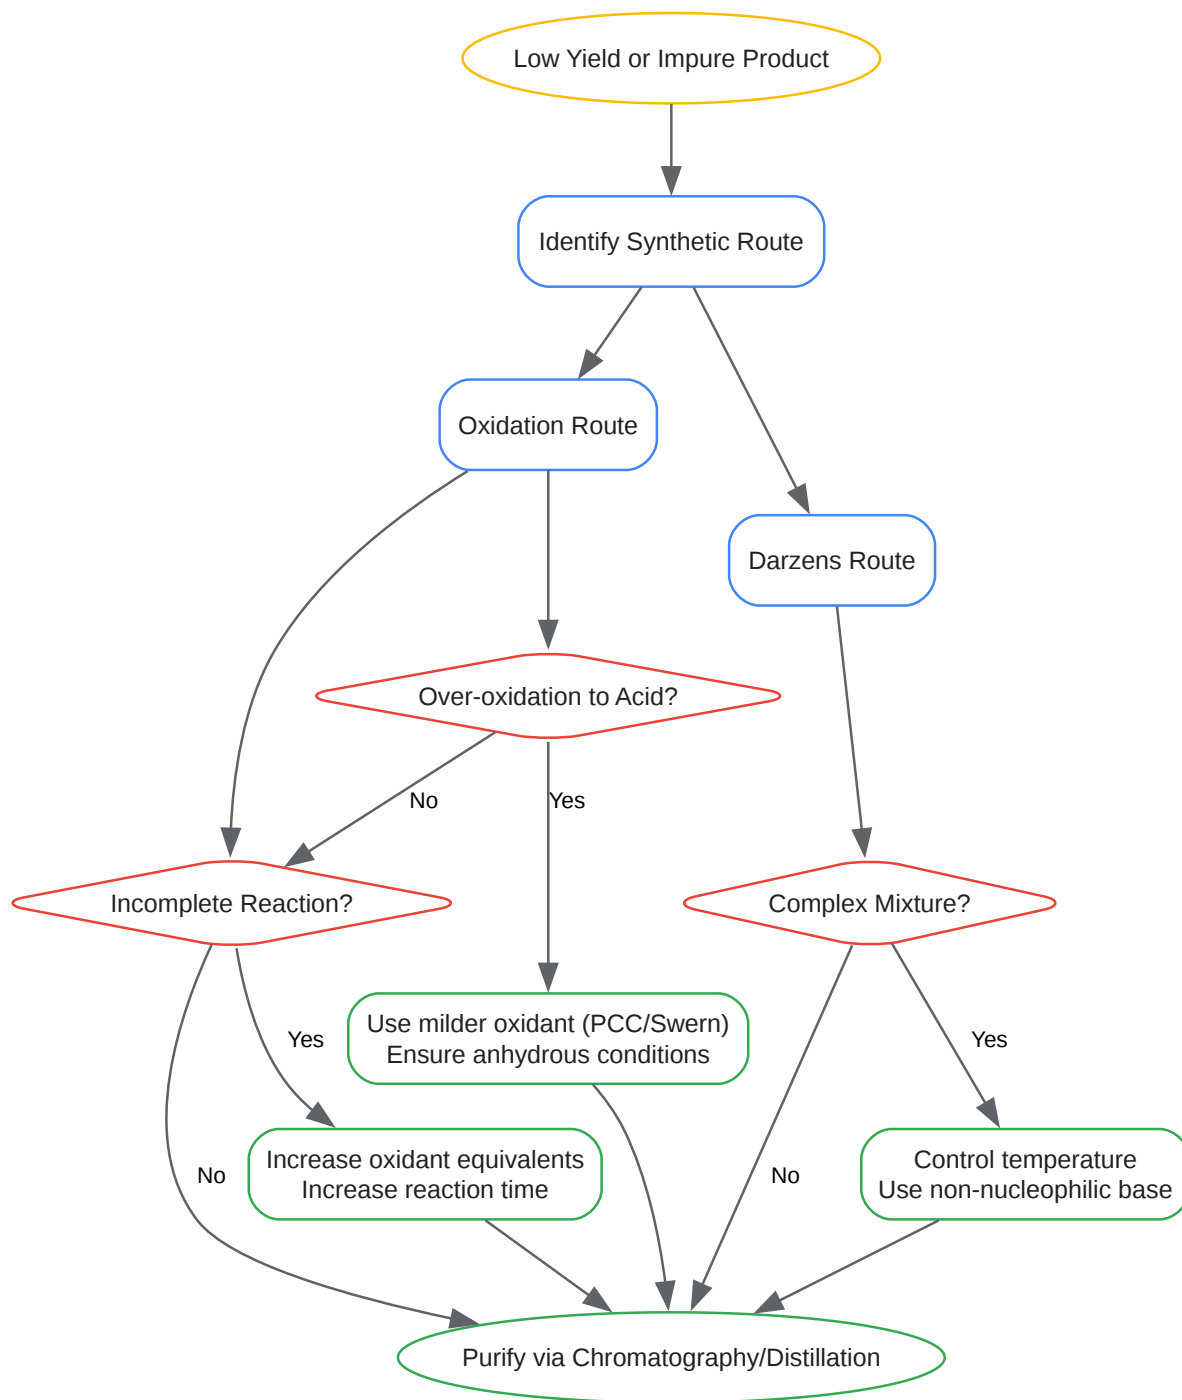 Low Yield or Impure Product
Identify Synthetic Route
Oxidation Route
Darzens Route
Over-oxidation to Acid?
No
Yes
Incomplete Reaction?
Complex Mixture?
Use milder oxidant (PCC/Swern)
Ensure anhydrous conditions
Yes
Yes
Increase oxidant equivalents
Increase reaction time
No
No
Control temperature
Use non-nucleophilic base
Purify via Chromatography/Distillation